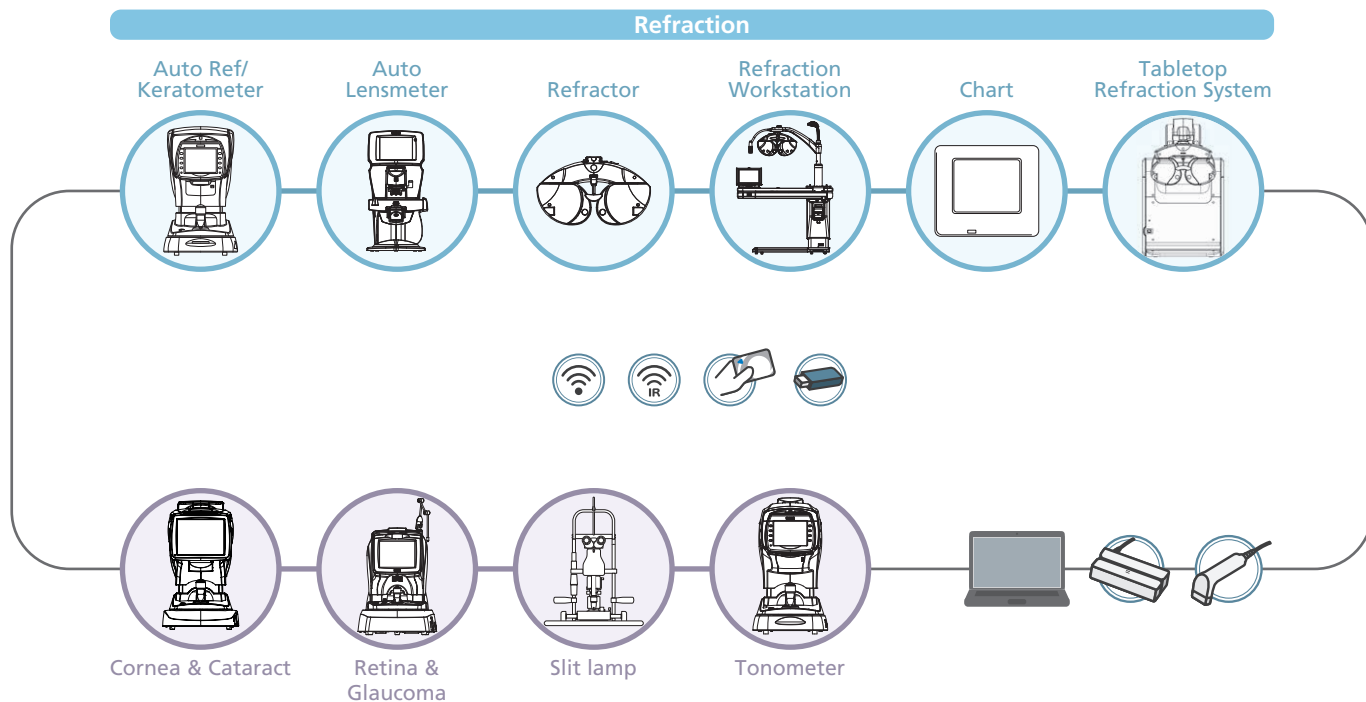 Refraction
Auto Ref/
Keratometer
Auto
Lensmeter
Refractor
Refraction
Workstation
Chart
Tabletop
Refraction System
IR
Cornea & Cataract
Retina &
Glaucoma
Slit lamp
Tonometer